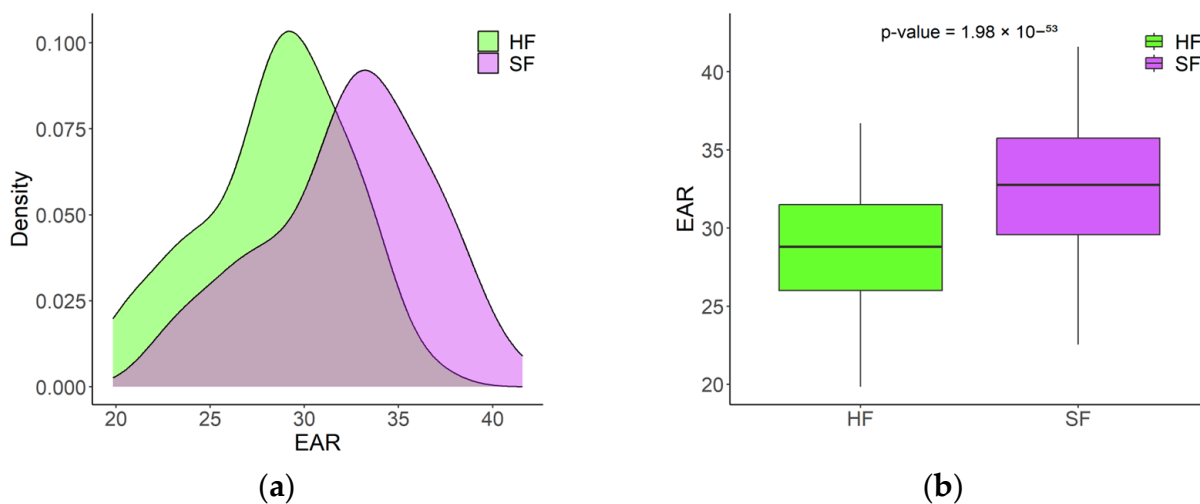 0.100
0.075
0.050
0.025
0.000
Density
20 25 30 35 40
EAR
HF
SF
(a)
p-value = 1.98 × 10⁻⁵³
HF
SF
40
35
30
25
20
EAR
HF SF
(b)